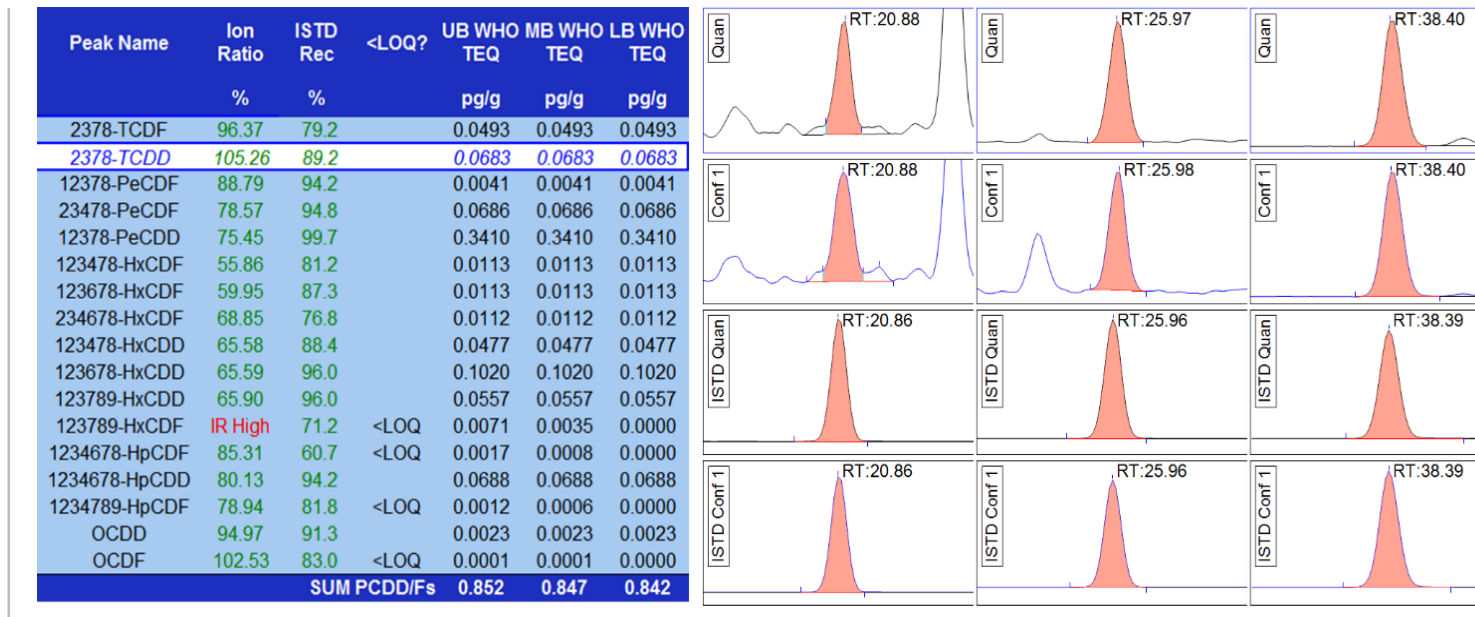 Peak Name Ion Ratio ISTD Rec <LOQ? UB WHO TEQ MB WHO TEQ LB WHO TEQ
% % pg/g pg/g pg/g
2378-TCDF 96.37 79.2 0.0493 0.0493 0.0493
2378-TCDD 105.26 89.2 0.0683 0.0683 0.0683
12378-PeCDF 88.79 94.2 0.0041 0.0041 0.0041
23478-PeCDF 78.57 94.8 0.0686 0.0686 0.0686
12378-PeCDD 75.45 99.7 0.3410 0.3410 0.3410
123478-HxCDF 55.86 81.2 0.0113 0.0113 0.0113
123678-HxCDF 59.95 87.3 0.0113 0.0113 0.0113
234678-HxCDF 68.85 76.8 0.0112 0.0112 0.0112
123478-HxCDD 65.58 88.4 0.0477 0.0477 0.0477
123678-HxCDD 65.59 96.0 0.1020 0.1020 0.1020
123789-HxCDD 65.90 96.0 0.0557 0.0557 0.0557
123789-HxCDF IR High 71.2 <LOQ 0.0071 0.0035 0.0000
1234678-HpCDF 85.31 60.7 <LOQ 0.0017 0.0008 0.0000
1234678-HpCDD 80.13 94.2 0.0688 0.0688 0.0688
1234789-HpCDF 78.94 81.8 <LOQ 0.0012 0.0006 0.0000
OCDD 94.97 91.3 0.0023 0.0023 0.0023
OCDF 102.53 83.0 <LOQ 0.0001 0.0001 0.0000
SUM PCDD/Fs 0.852 0.847 0.842
Quan RT:20.88
Quan RT:25.97
Quan RT:38.40
Conf 1 RT:20.88
Conf 1 RT:25.98
Conf 1 RT:38.40
ISTD Quan RT:20.86
ISTD Quan RT:25.96
ISTD Quan RT:38.39
ISTD Conf 1 RT:20.86
ISTD Conf 1 RT:25.96
ISTD Conf 1 RT:38.39